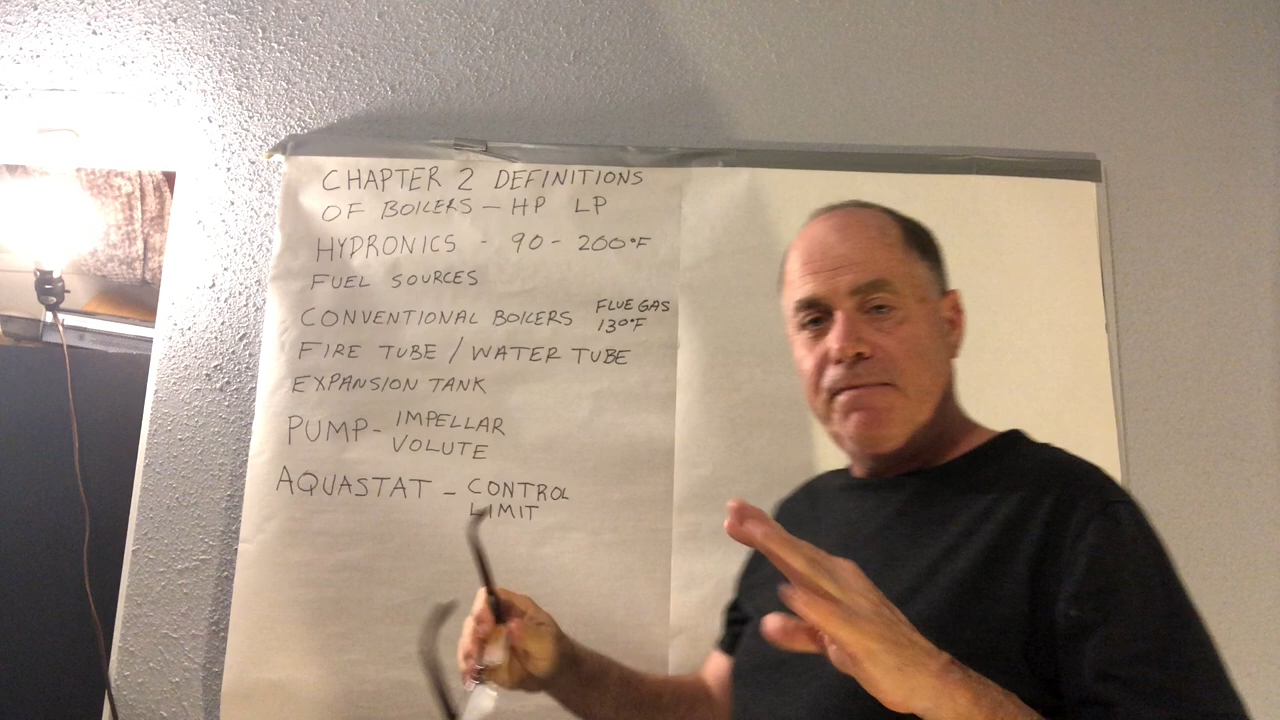 CHAPTER 2 DEFINITIONS
OF BOILERS - HP LP
HYDRONICS - 90 - 200°F
FUEL SOURCES
CONVENTIONAL BOILERS FLUE GAS
130°F
FIRE TUBE / WATER TUBE
EXPANSION TANK
PUMP - IMPELLAR
VOLUTE
AQUASTAT - CONTROL
LIMIT